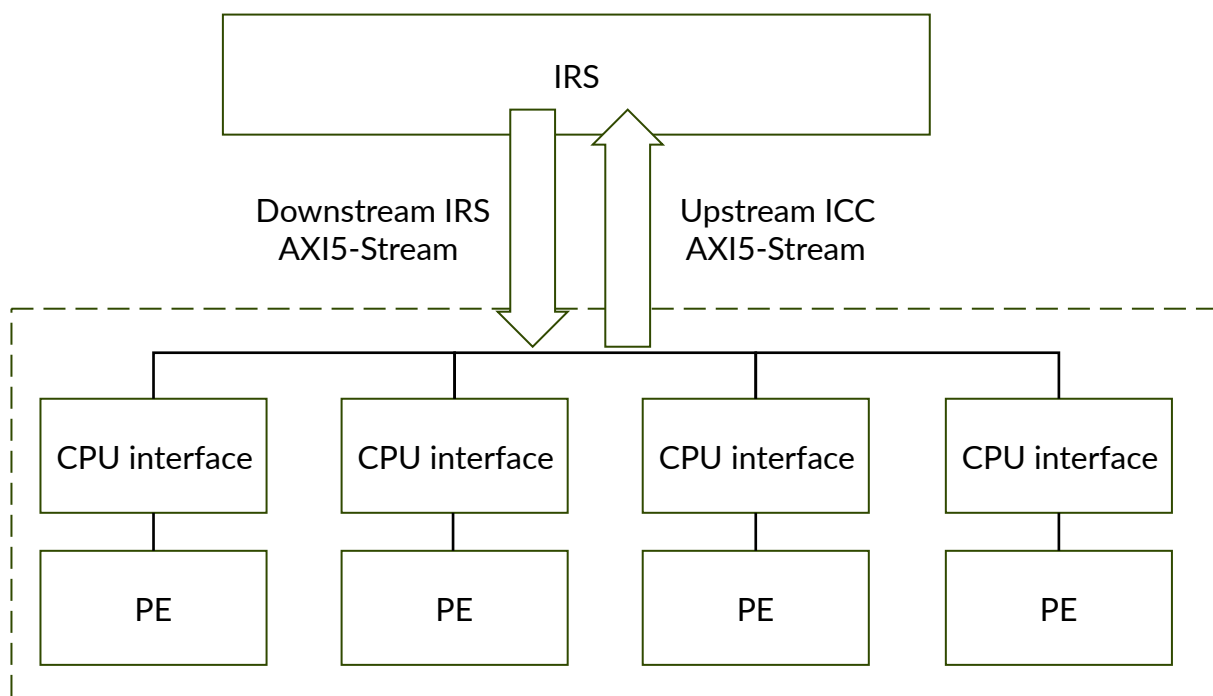 IRS
Downstream IRS
AXI5-Stream
Upstream ICC
AXI5-Stream
CPU interface
CPU interface
CPU interface
CPU interface
PE
PE
PE
PE